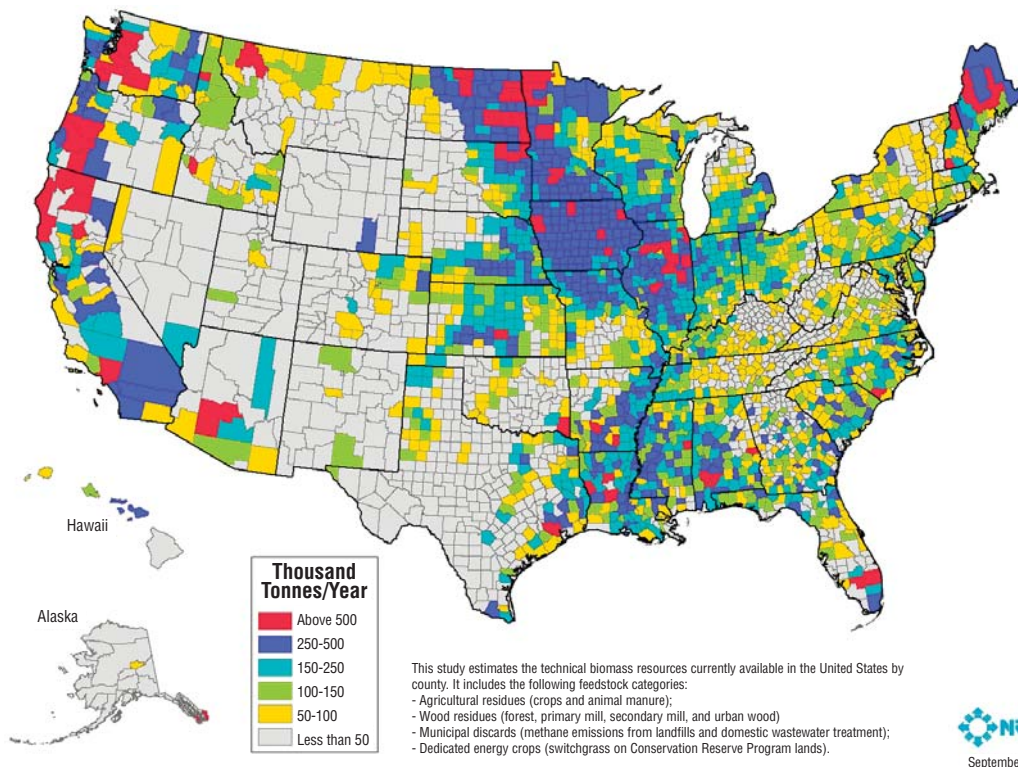 Hawaii
Alaska
Thousand
Tonnes/Year
Above 500
250-500
150-250
100-150
50-100
Less than 50
This study estimates the technical biomass resources currently available in the United States by
county. It includes the following feedstock categories:
- Agricultural residues (crops and animal manure);
- Wood residues (forest, primary mill, secondary mill, and urban wood)
- Municipal discards (methane emissions from landfills and domestic wastewater treatment);
- Dedicated energy crops (switchgrass on Conservation Reserve Program lands).
September